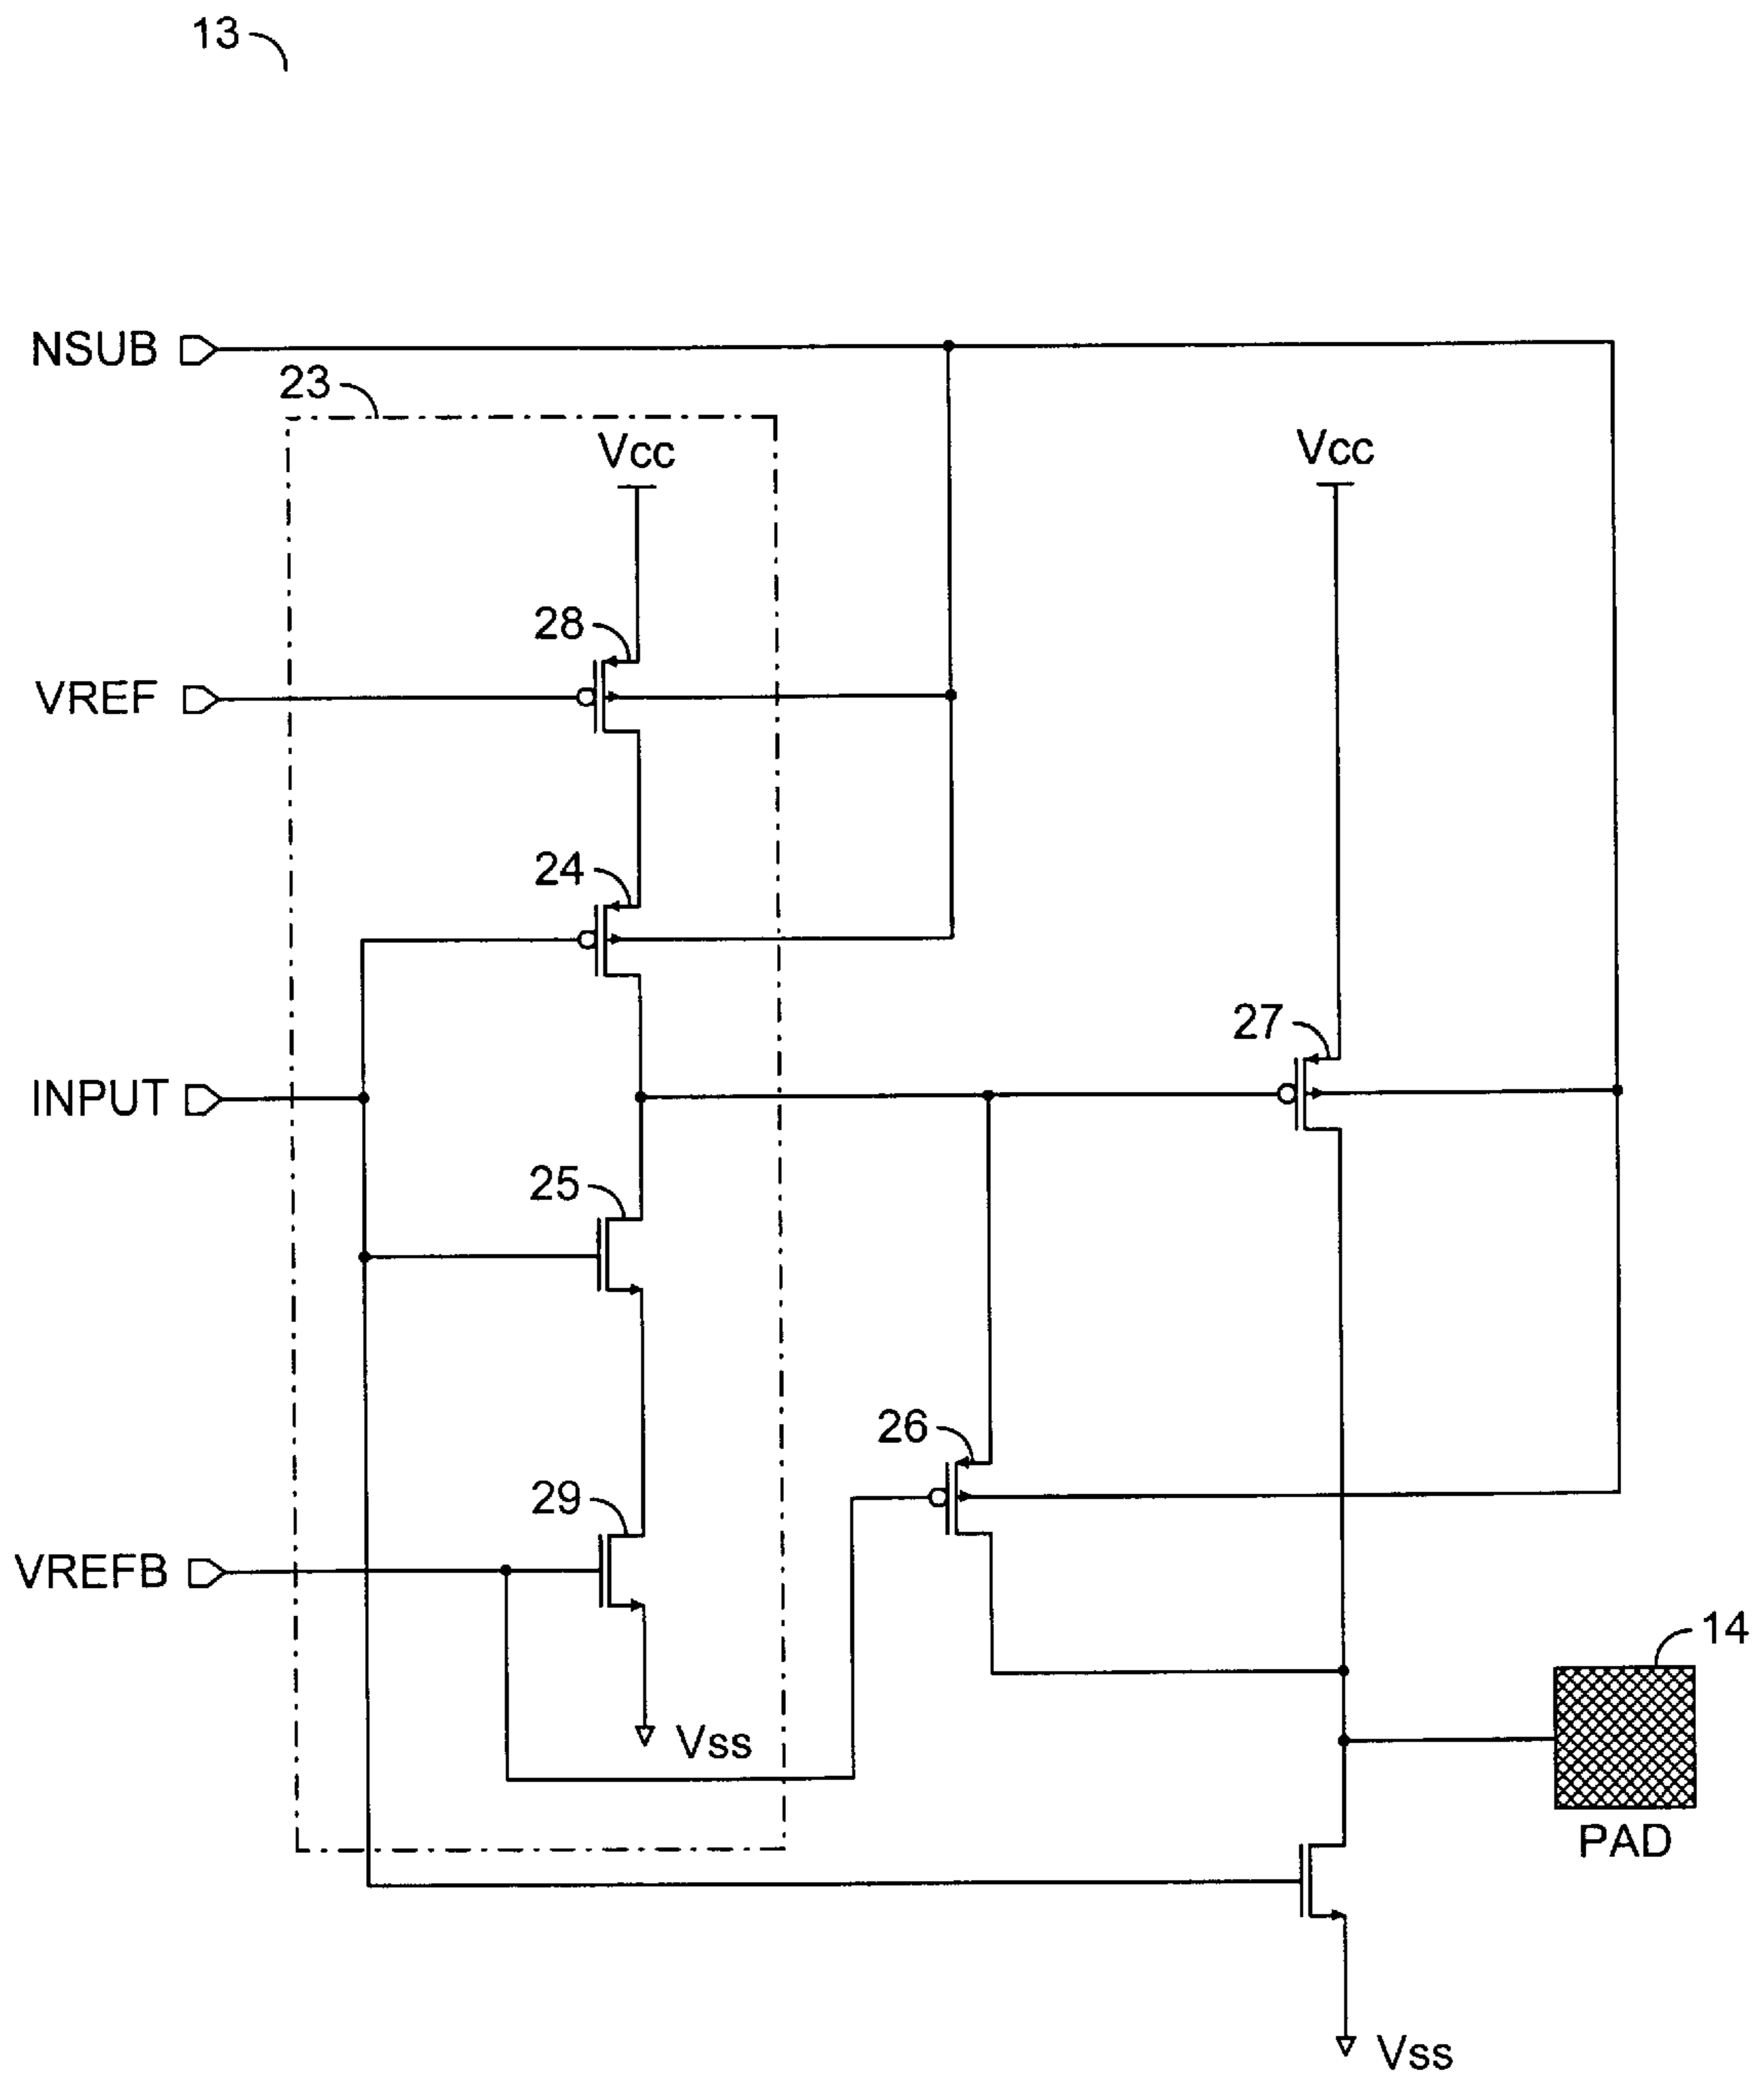 13
NSUB
23
Vcc
Vcc
28
VREF
24
27
INPUT
25
26
29
VREFB
14
Vss
PAD
Vss